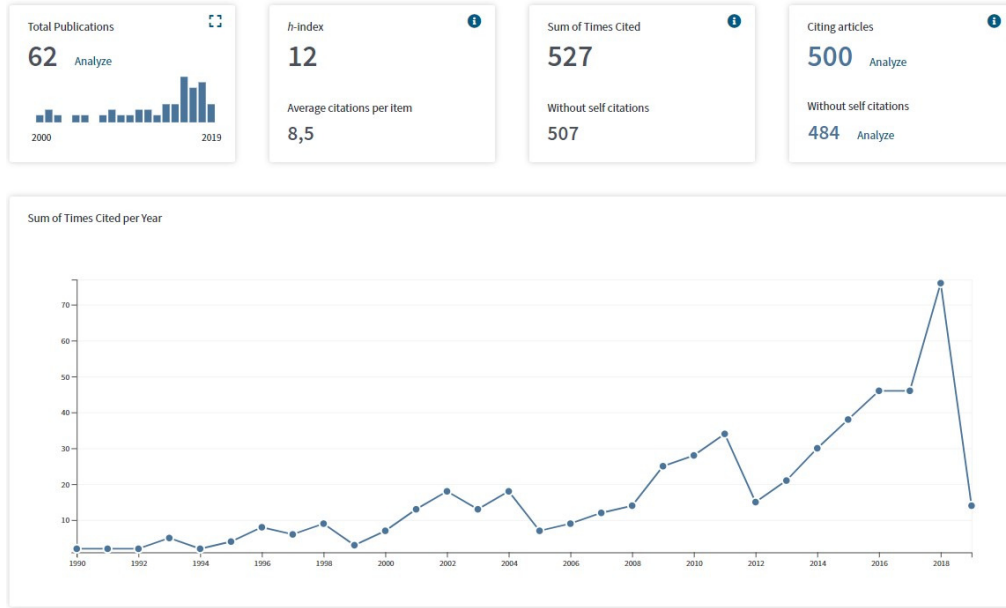 Total Publications
62 Analyze
2000 2019
h-index
12
Average citations per item
8,5
Sum of Times Cited
527
Without self citations
507
Citing articles
500 Analyze
Without self citations
484 Analyze
Sum of Times Cited per Year
70
60
50
40
30
20
10
1990 1992 1994 1996 1998 2000 2002 2004 2006 2008 2010 2012 2014 2016 2018